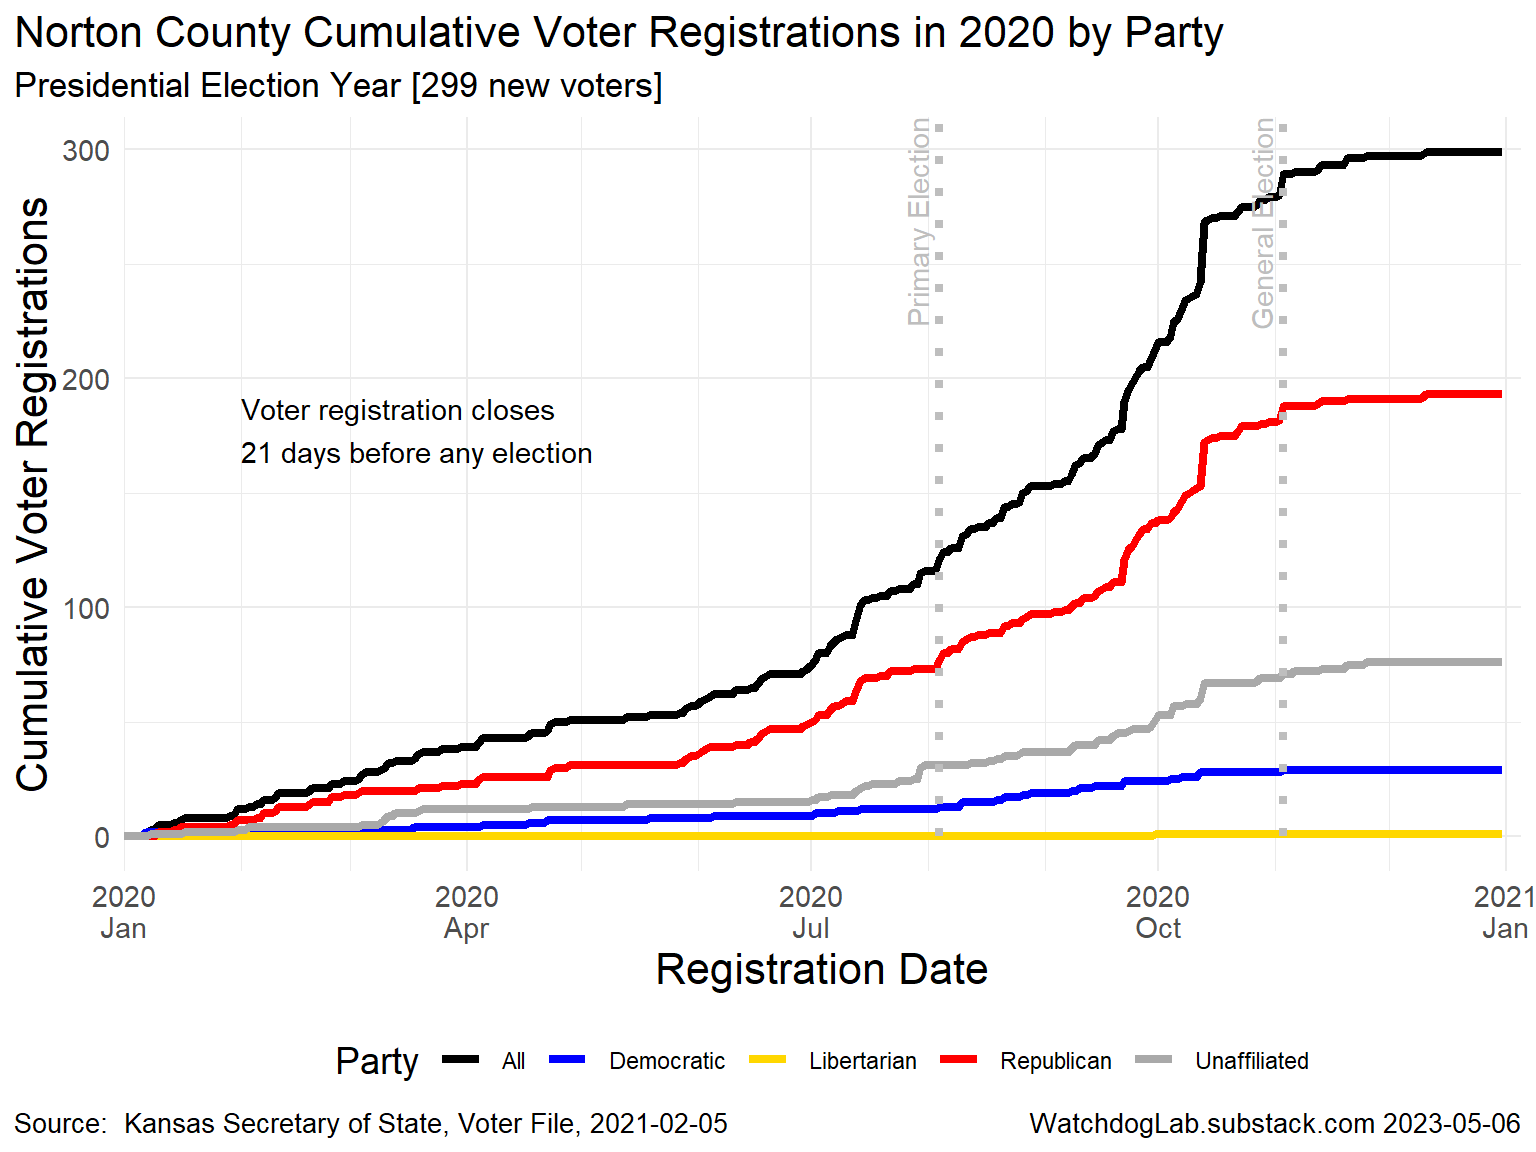 Norton County Cumulative Voter Registrations in 2020 by Party
Presidential Election Year [299 new voters]
Cumulative Voter Registrations
300
200
100
0
Primary Election
General Election
Voter registration closes
21 days before any election
2020 2020 2020 2020 2021
Jan Apr Jul Oct Jan
Registration Date
Party All Democratic Libertarian Republican Unaffiliated
Source:  Kansas Secretary of State, Voter File, 2021-02-05
WatchdogLab.substack.com 2023-05-06